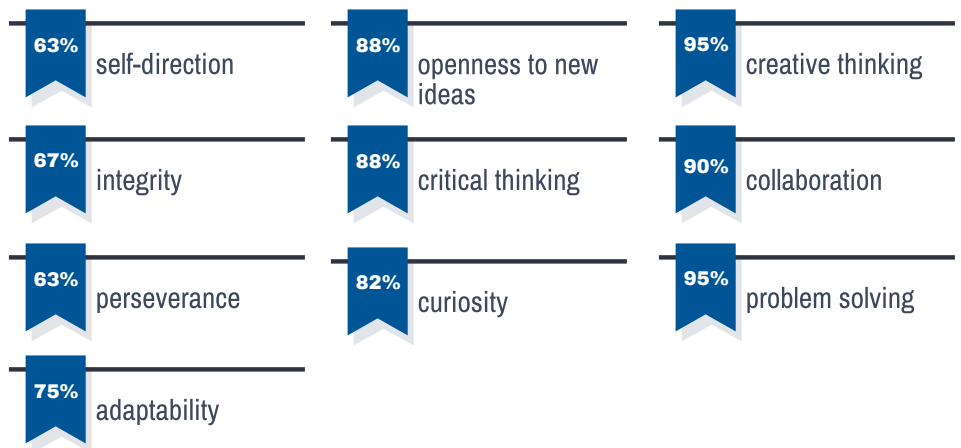 63%
self-direction
67%
integrity
63%
perseverance
75%
adaptability
88%
openness to new
ideas
88%
critical thinking
82%
curiosity
95%
creative thinking
90%
collaboration
95%
problem solving